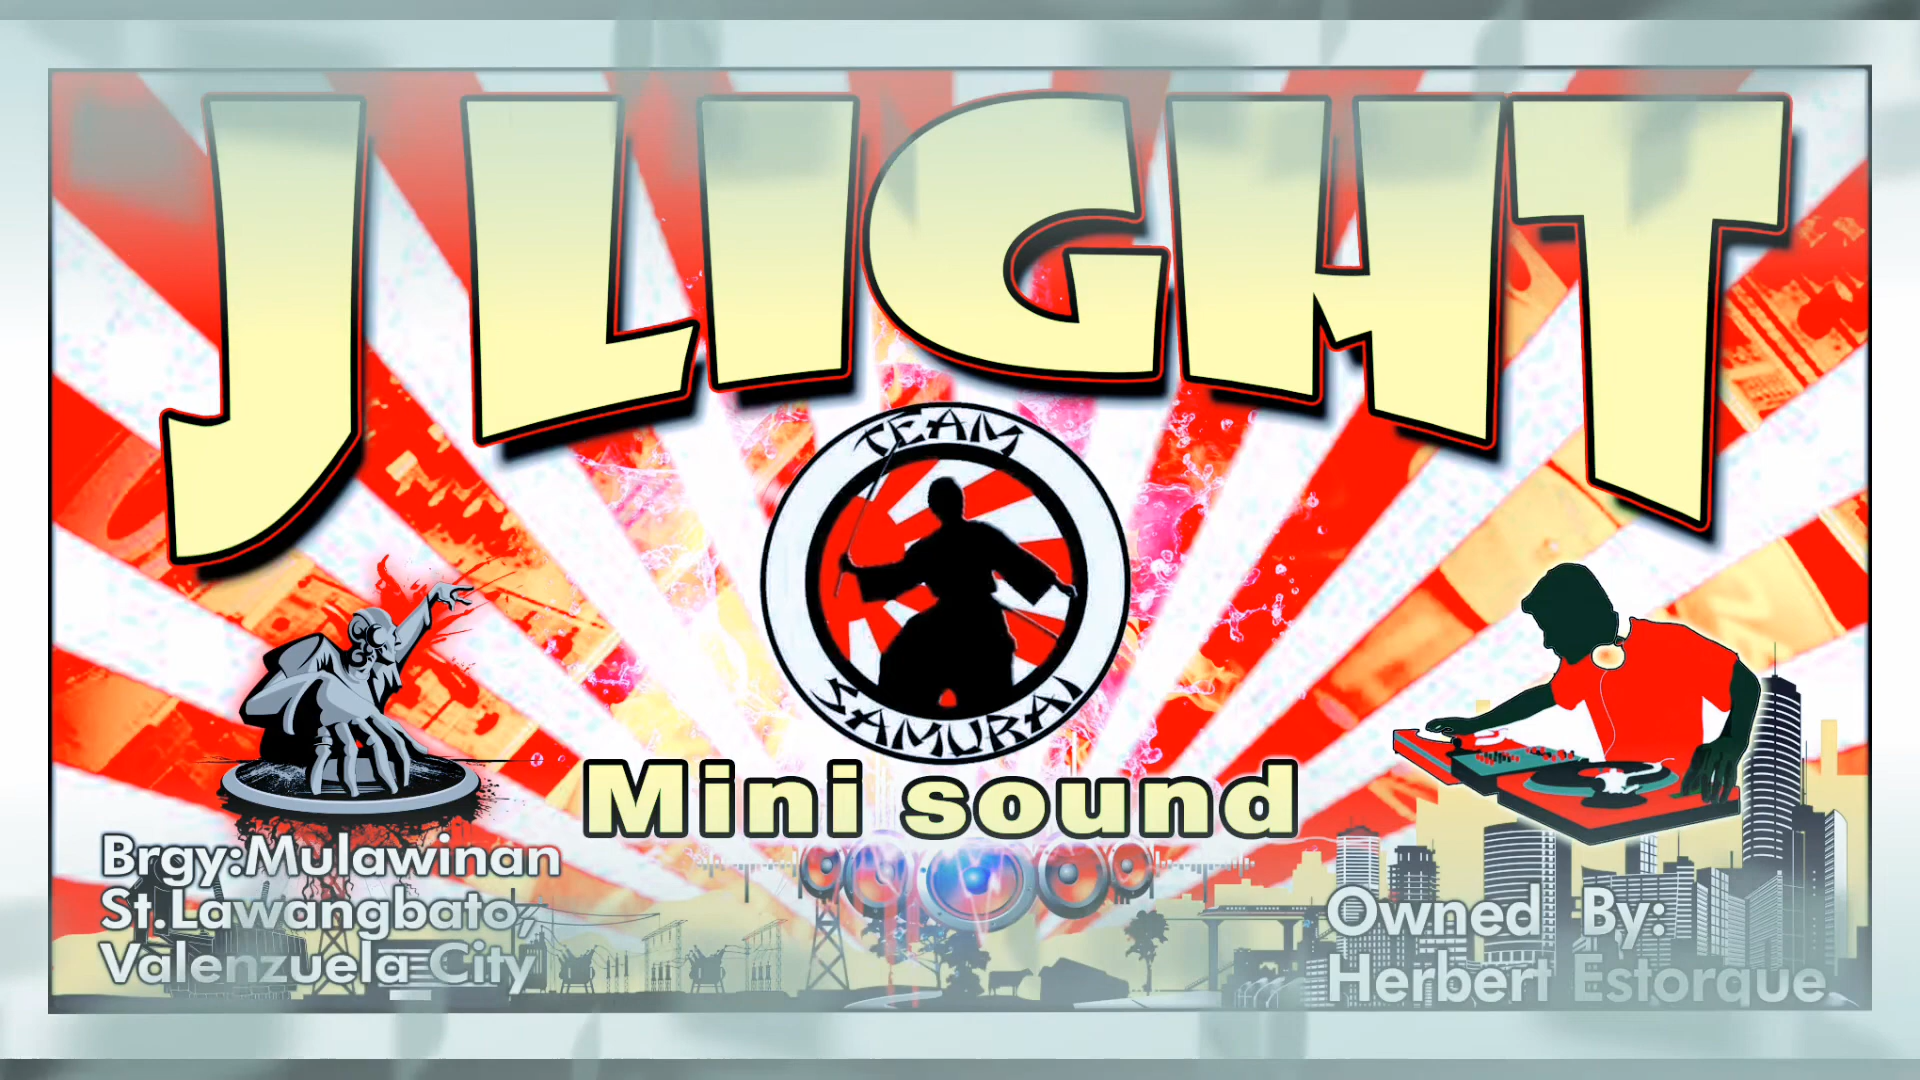 J LIGHT
TEAM
SAMURAI
Mini sound
Brgy:Mulawinan
St.Lawangbato,
Valenzuela City
Owned By:
Herbert Estorque